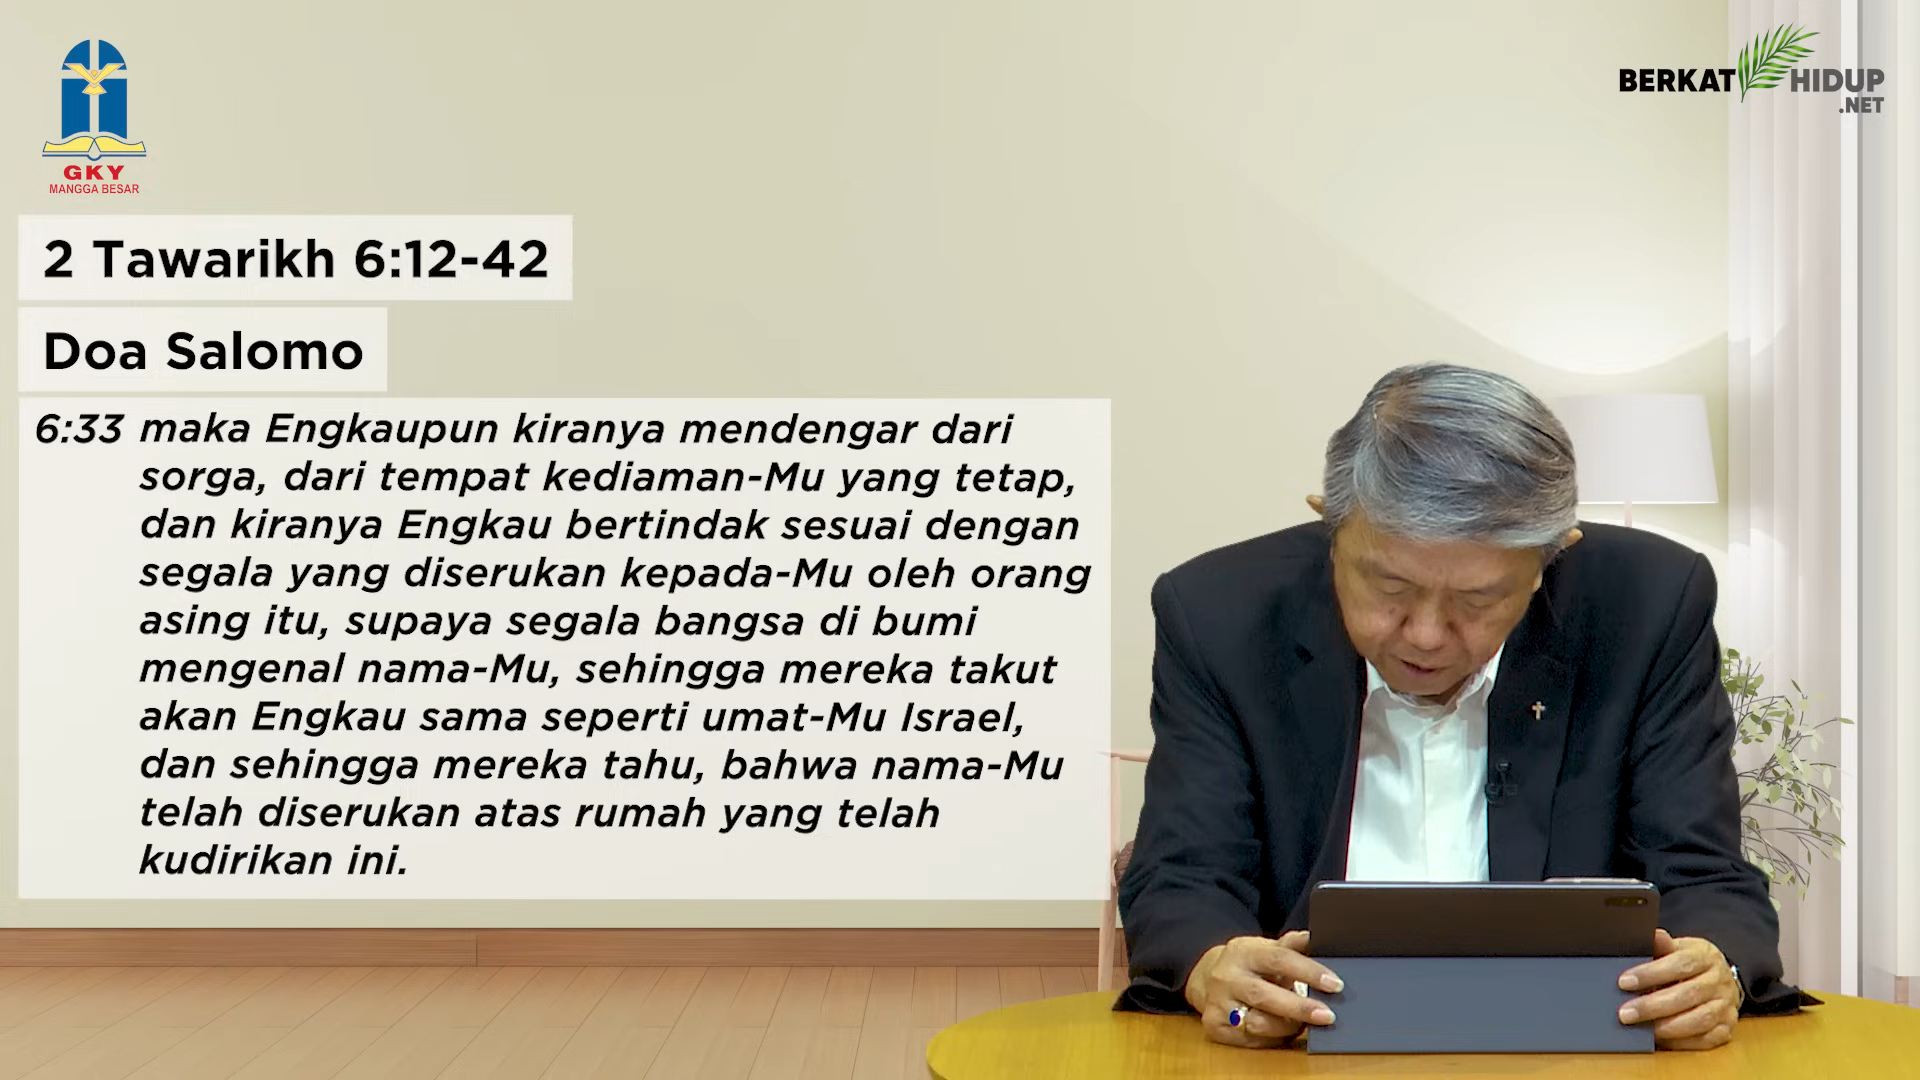 GKY
MANGGA BESAR
BERKAT HIDUP
.NET
2 Tawarikh 6:12-42
Doa Salomo
6:33 maka Engkaupun kiranya mendengar dari
sorga, dari tempat kediaman-Mu yang tetap,
dan kiranya Engkau bertindak sesuai dengan
segala yang diserukan kepada-Mu oleh orang
asing itu, supaya segala bangsa di bumi
mengenal nama-Mu, sehingga mereka takut
akan Engkau sama seperti umat-Mu Israel,
dan sehingga mereka tahu, bahwa nama-Mu
telah diserukan atas rumah yang telah
kudirikan ini.